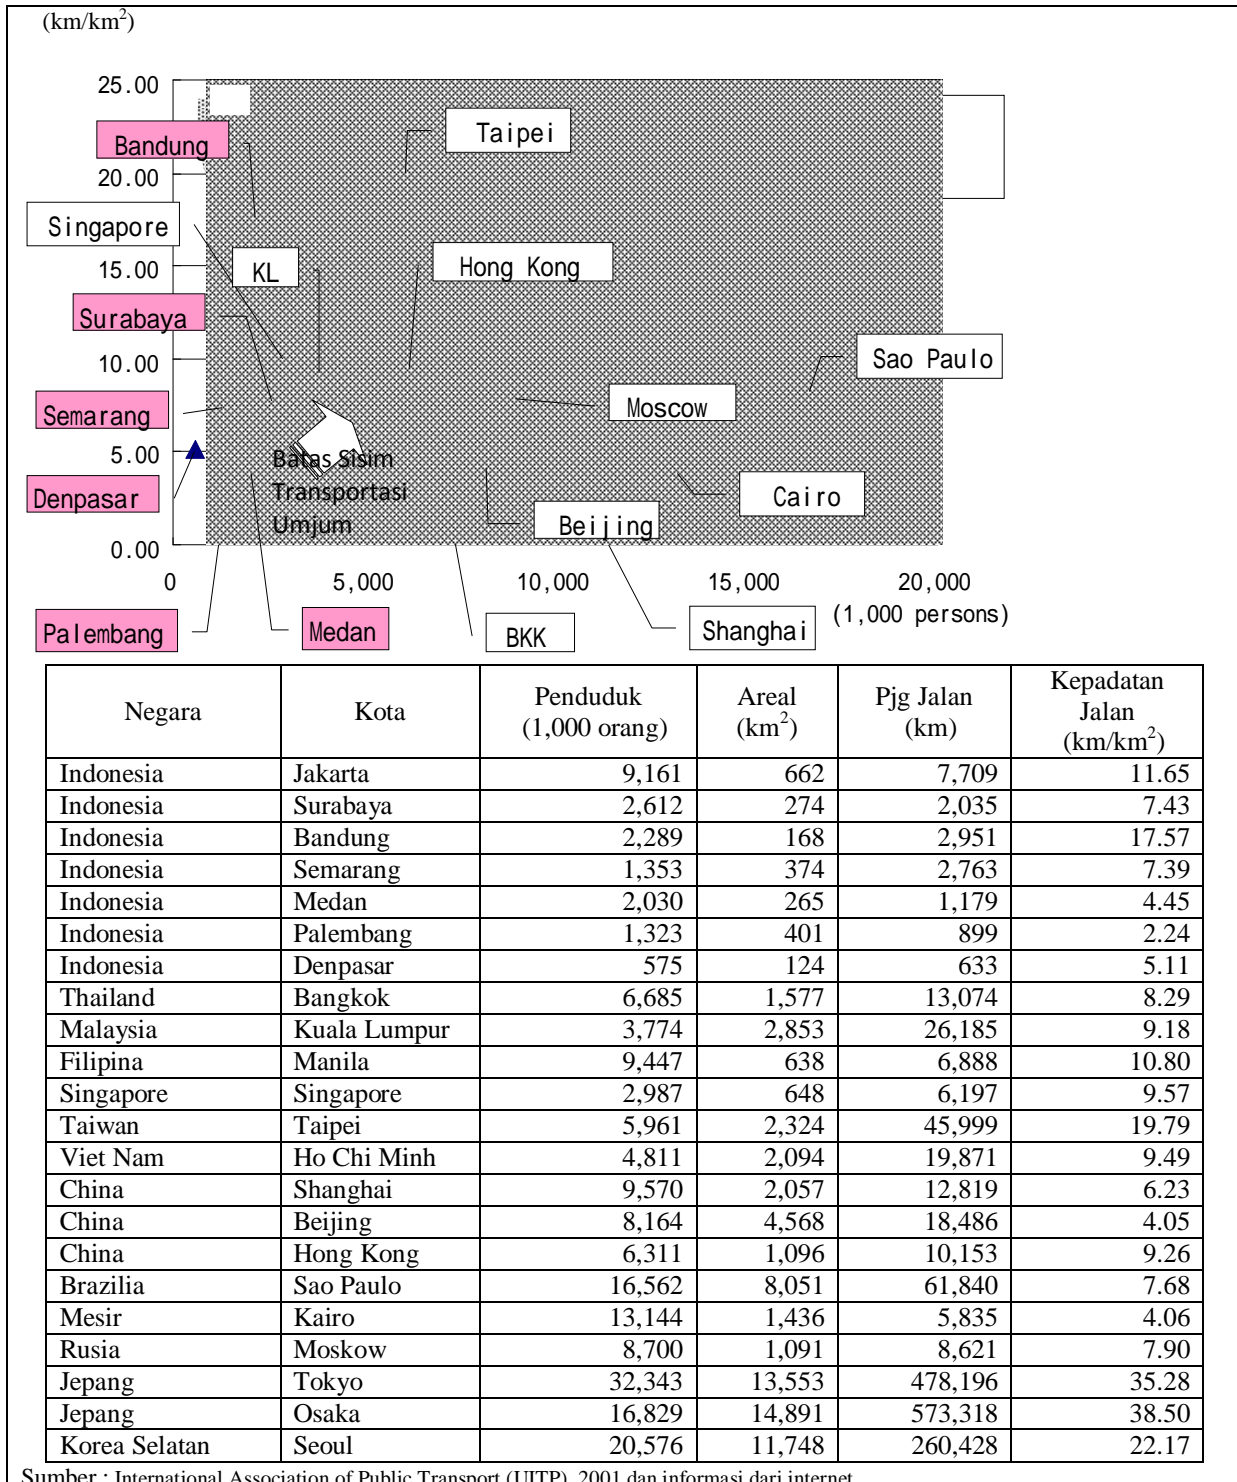 (km/km²)
25.00
Taipei
Bandung
20.00
Singapore
15.00
KL
Hong Kong
Surabaya
10.00
Sao Paulo
Semarang
Moscow
5.00
Batas Sisim
Transportasi
Umjum
Denpasar
Cairo
Beijing
0.00
0 5,000 10,000 15,000 20,000
(1,000 persons)
Palembang Medan BKK Shanghai
Negara Kota Penduduk (1,000 orang) Areal (km²) Pjg Jalan (km) Kepadatan Jalan (km/km²)
Indonesia Jakarta 9,161 662 7,709 11.65
Indonesia Surabaya 2,612 274 2,035 7.43
Indonesia Bandung 2,289 168 2,951 17.57
Indonesia Semarang 1,353 374 2,763 7.39
Indonesia Medan 2,030 265 1,179 4.45
Indonesia Palembang 1,323 401 899 2.24
Indonesia Denpasar 575 124 633 5.11
Thailand Bangkok 6,685 1,577 13,074 8.29
Malaysia Kuala Lumpur 3,774 2,853 26,185 9.18
Filipina Manila 9,447 638 6,888 10.80
Singapore Singapore 2,987 648 6,197 9.57
Taiwan Taipei 5,961 2,324 45,999 19.79
Viet Nam Ho Chi Minh 4,811 2,094 19,871 9.49
China Shanghai 9,570 2,057 12,819 6.23
China Beijing 8,164 4,568 18,486 4.05
China Hong Kong 6,311 1,096 10,153 9.26
Brazilia Sao Paulo 16,562 8,051 61,840 7.68
Mesir Kairo 13,144 1,436 5,835 4.06
Rusia Moskow 8,700 1,091 8,621 7.90
Jepang Tokyo 32,343 13,553 478,196 35.28
Jepang Osaka 16,829 14,891 573,318 38.50
Korea Selatan Seoul 20,576 11,748 260,428 22.17
Sumber : International Association of Public Transport (UITP), 2001 dan informasi dari internet